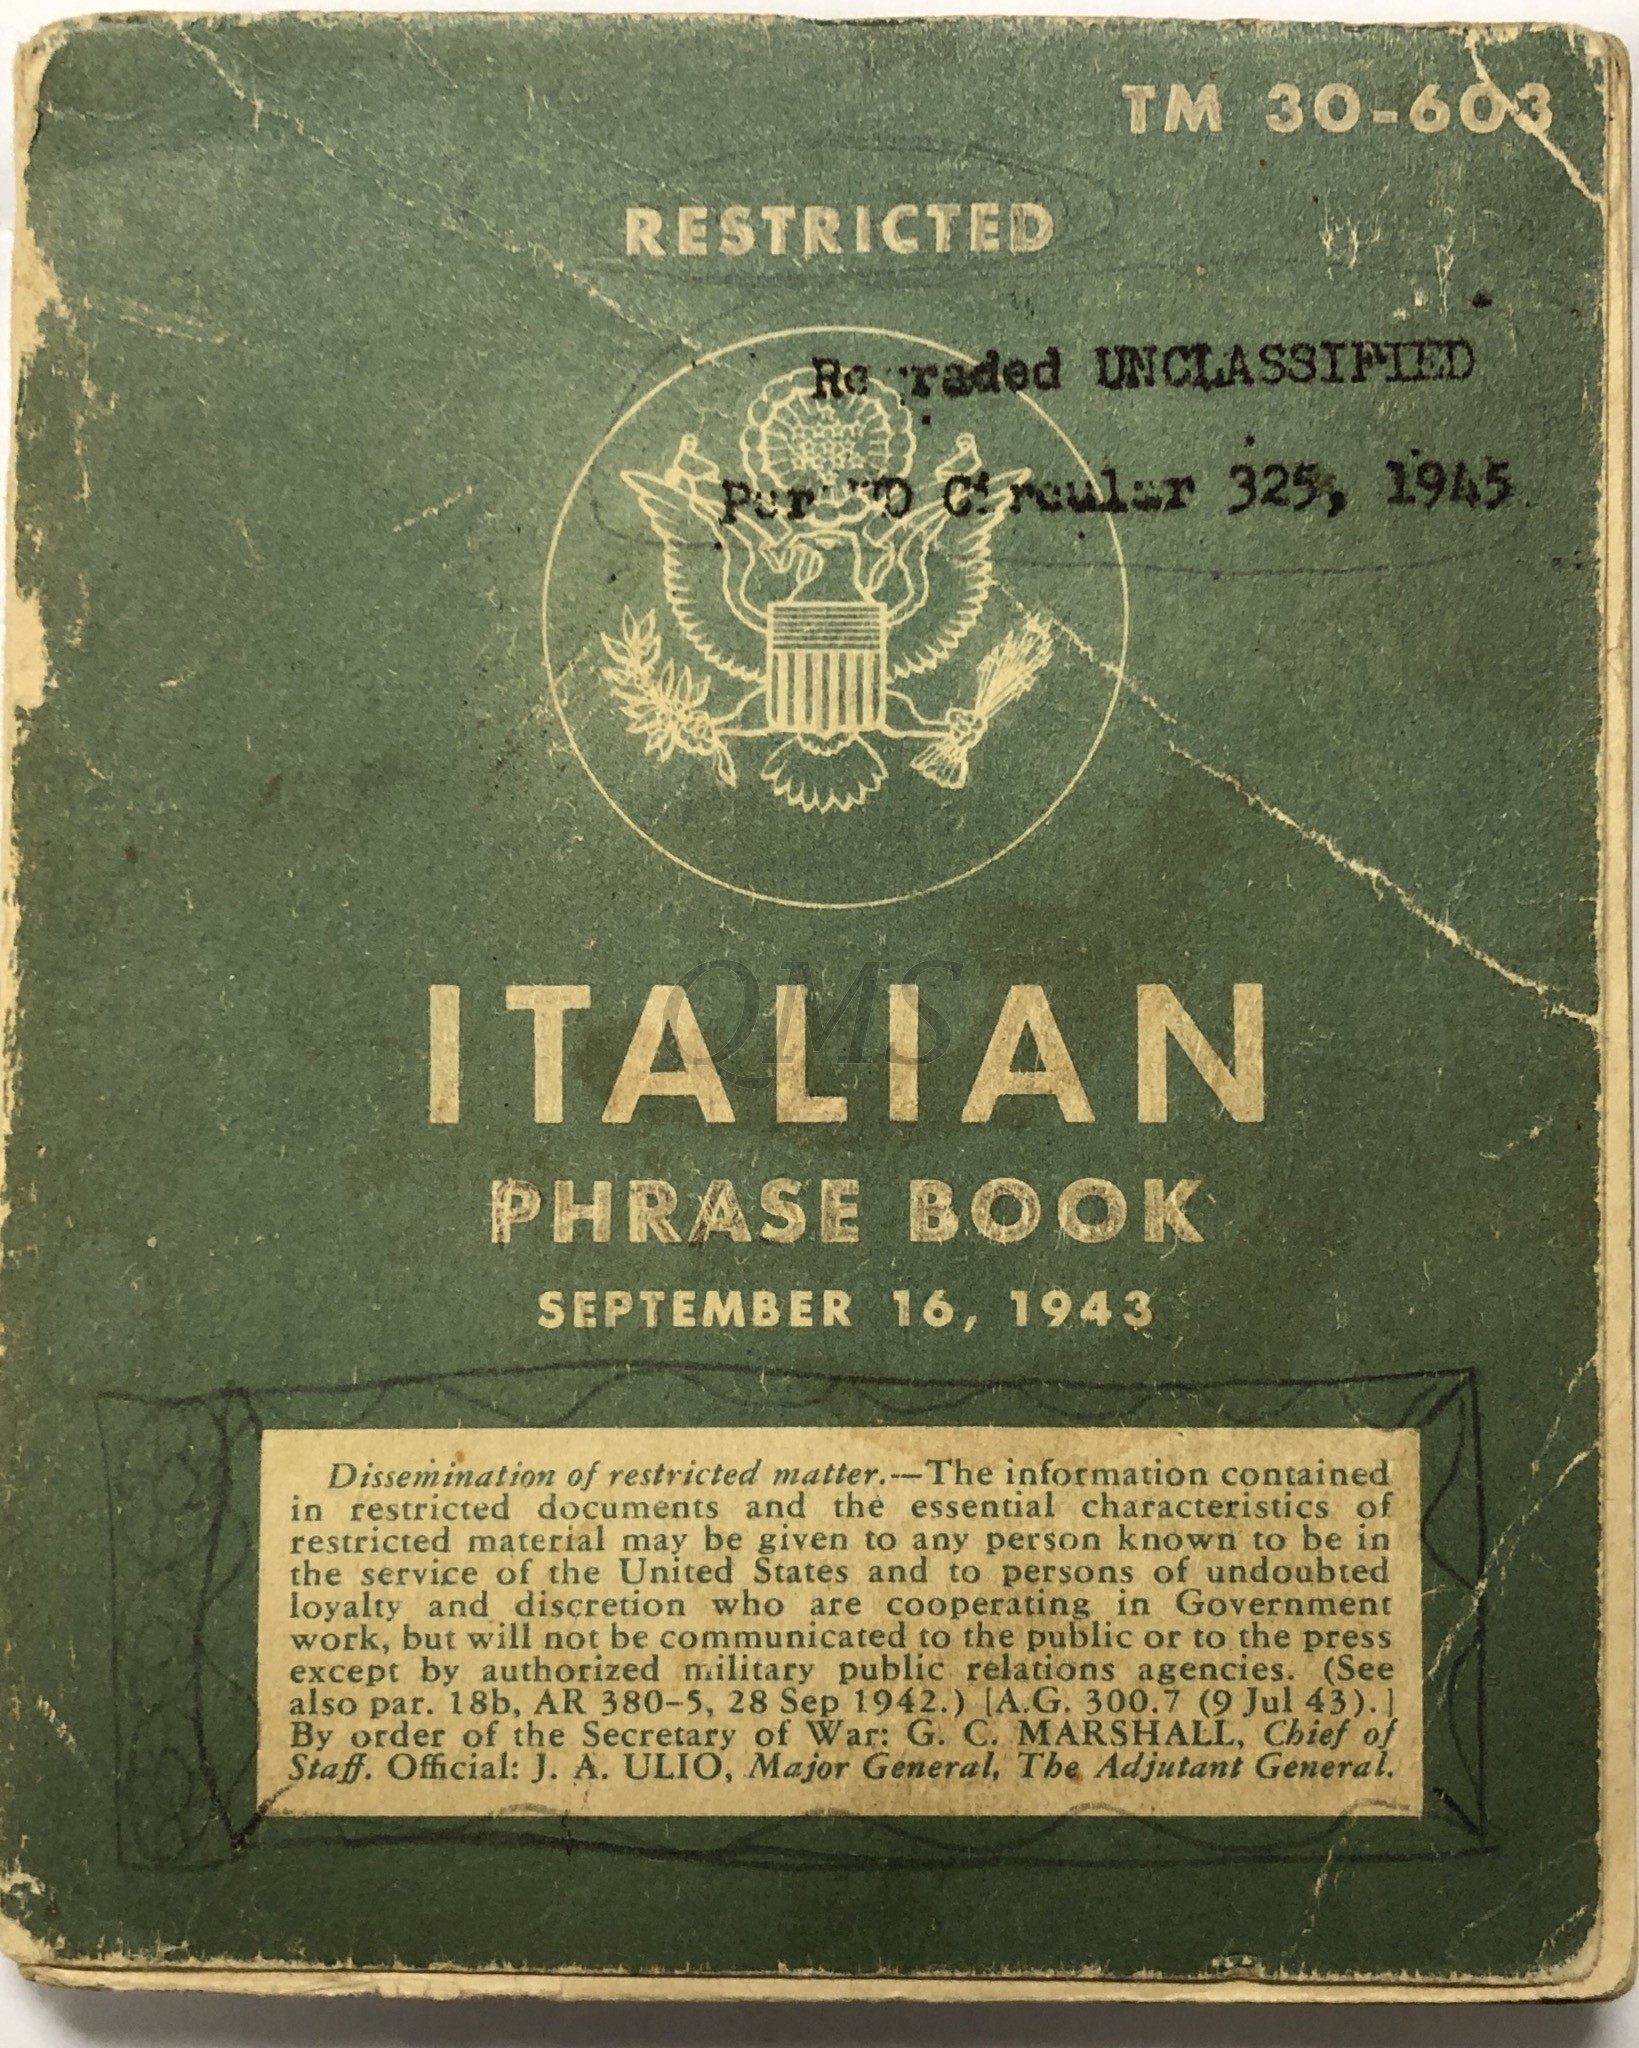 TM 30-603
RESTRICTED
Regraded UNCLASSIFIED
Per WD Circular 325, 1945
ITALIAN
QMS
PHRASE BOOK
SEPTEMBER 16, 1943
Dissemination of restricted matter.—The information contained
in restricted documents and the essential characteristics of
restricted material may be given to any person known to be in
the service of the United States and to persons of undoubted
loyalty and discretion who are cooperating in Government
work, but will not be communicated to the public or to the press
except by authorized military public relations agencies. (See
also par. 18b, AR 380-5, 28 Sep 1942.) [A.G. 300.7 (9 Jul 43).]
By order of the Secretary of War: G. C. MARSHALL, Chief of
Staff. Official: J. A. ULIO, Major General, The Adjutant General.